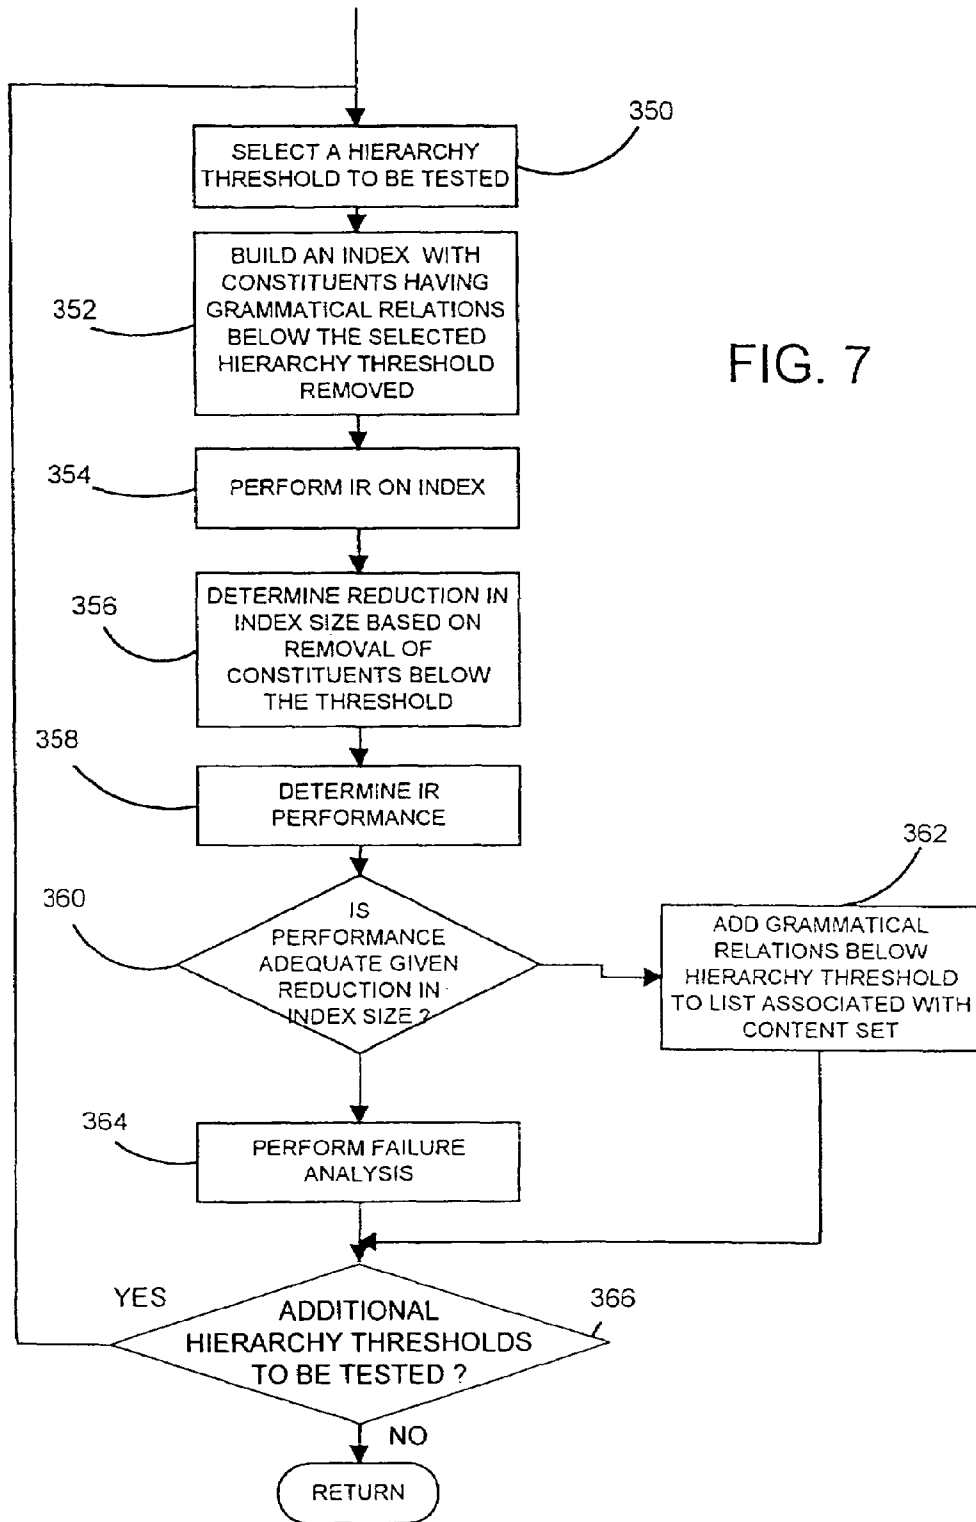 350
SELECT A HIERARCHY
THRESHOLD TO BE TESTED
BUILD AN INDEX WITH
CONSTITUENTS HAVING
GRAMMATICAL RELATIONS
BELOW THE SELECTED
HIERARCHY THRESHOLD
REMOVED
352
FIG. 7
354
PERFORM IR ON INDEX
356
DETERMINE REDUCTION IN
INDEX SIZE BASED ON
REMOVAL OF
CONSTITUENTS BELOW
THE THRESHOLD
358
DETERMINE IR
PERFORMANCE
360
IS
PERFORMANCE
ADEQUATE GIVEN
REDUCTION IN
INDEX SIZE ?
362
ADD GRAMMATICAL
RELATIONS BELOW
HIERARCHY THRESHOLD
TO LIST ASSOCIATED WITH
CONTENT SET
364
PERFORM FAILURE
ANALYSIS
YES
ADDITIONAL
HIERARCHY THRESHOLDS
TO BE TESTED ?
366
NO
RETURN